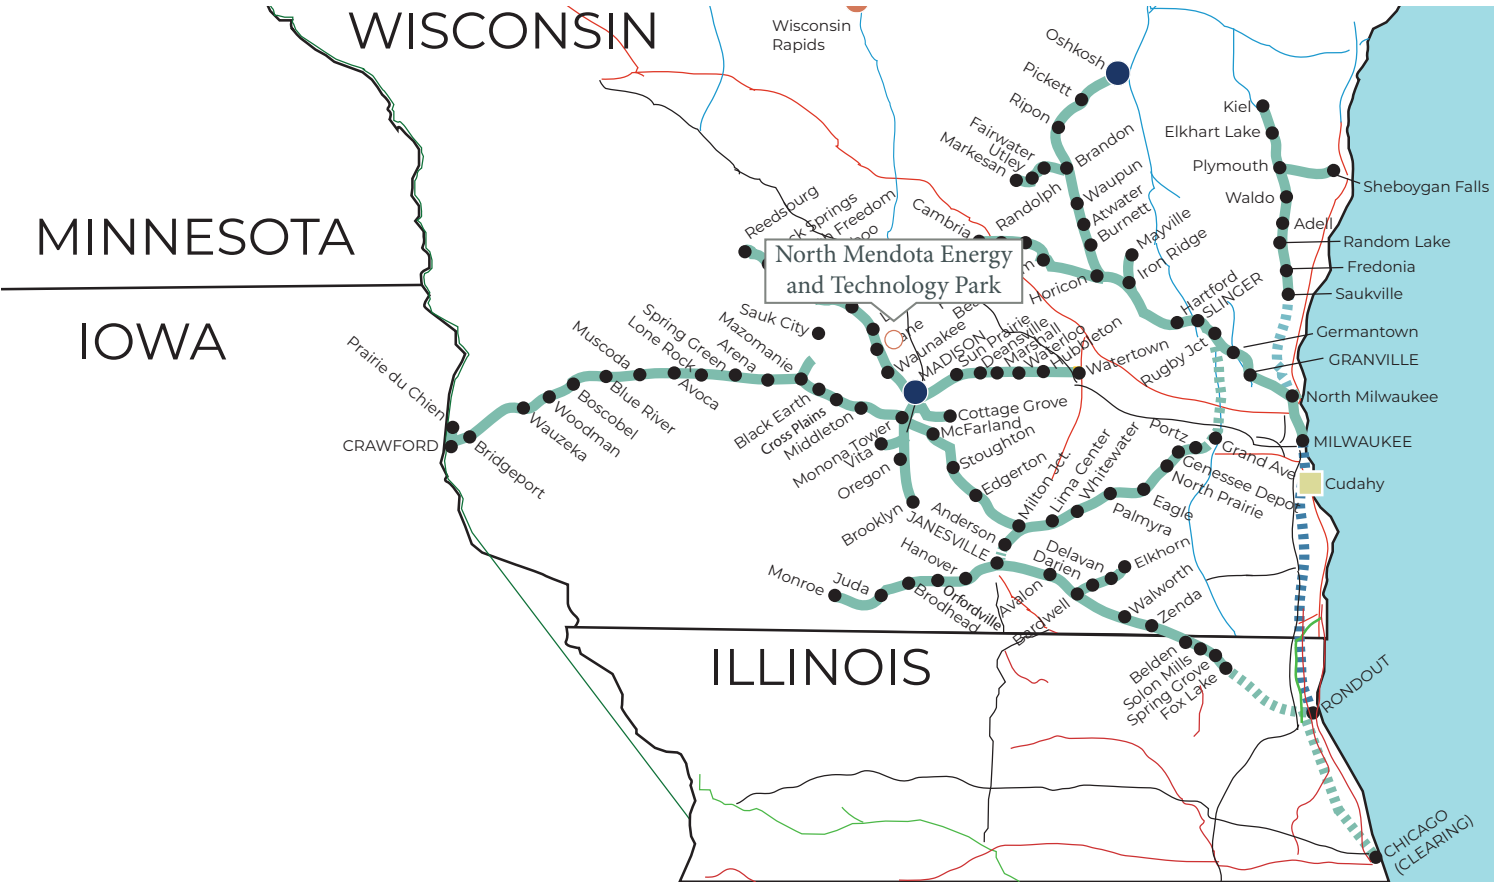 WISCONSIN
Wisconsin
Rapids
Oshkosh
Pickett
Ripon
Fairwater
Utley
Markesan
Brandon
Waupun
Atwater
Burnett
Randolph
Cambria
Mayville
Iron Ridge
Horicon
Kiel
Elkhart Lake
Plymouth
Sheboygan Falls
Waldo
Adell
Random Lake
Fredonia
Saukville
Hartford
SLINGER
Germantown
GRANVILLE
Rugby Jct
North Milwaukee
MILWAUKEE
Cudahy
MINNESOTA
IOWA
Reedsburg
Springs
Freedom
North Mendota Energy
and Technology Park
Sauk City
Waunakee
MADISON
Sun Prairie
Deansville
Marshall
Waterloo
Hubbleton
Watertown
Prairie du Chien
CRAWFORD
Bridgeport
Wauzeka
Woodman
Boscobel
Blue River
Muscoda
Avoca
Lone Rock
Spring Green
Arena
Mazomanie
Black Earth
Cross Plains
Middleton
Cottage Grove
McFarland
Monona Tower
Vita
Oregon
Brooklyn
Stoughton
Edgerton
Milton Jct.
Lima Center
Whitewater
Palmyra
Eagle
North Prairie
Genessee Depot
Portz
Grand Ave
Anderson
JANESVILLE
Hanover
Orfordville
Brodhead
Juda
Monroe
Avalon
Darien
Delavan
Elkhorn
Bardwell
Walworth
Zenda
ILLINOIS
Belden
Solon Mills
Spring Grove
Fox Lake
RONDOUT
CHICAGO
(CLEARING)